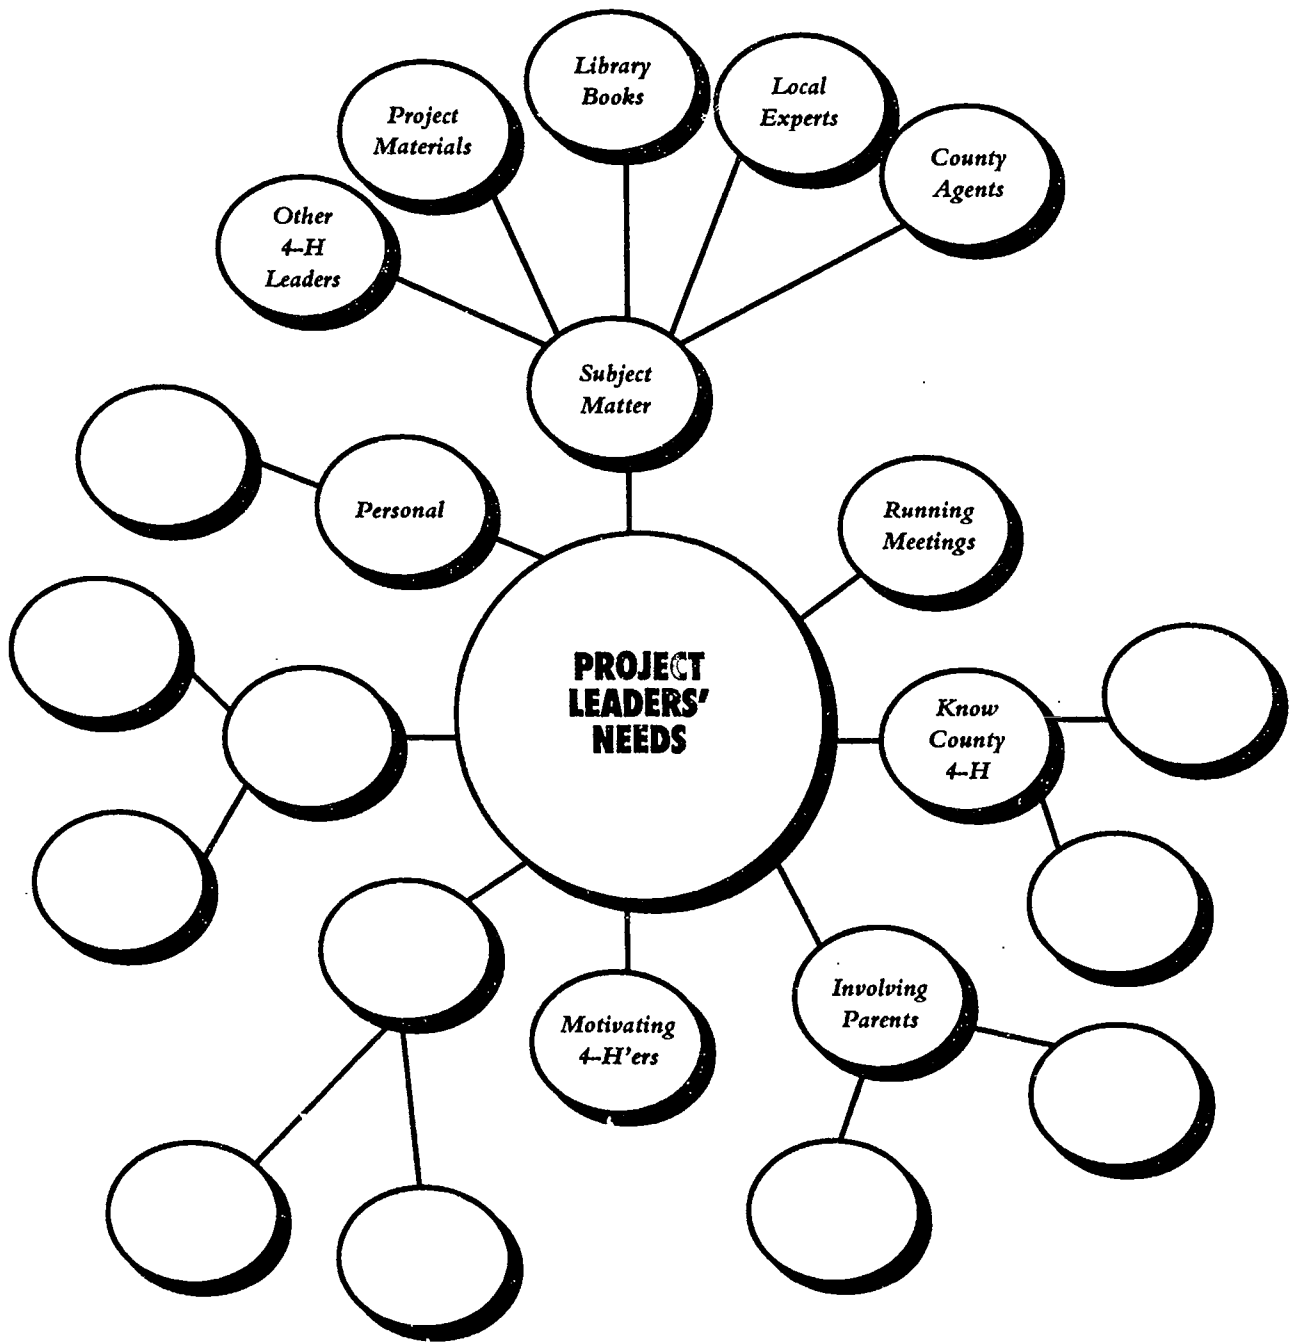 Library
Books
Local
Experts
Project
Materials
County
Agents
Other
4-H
Leaders
Subject
Matter
Personal
Running
Meetings
PROJECT
LEADERS'
NEEDS
Know
County
4-H
Involving
Parents
Motivating
4-H'ers